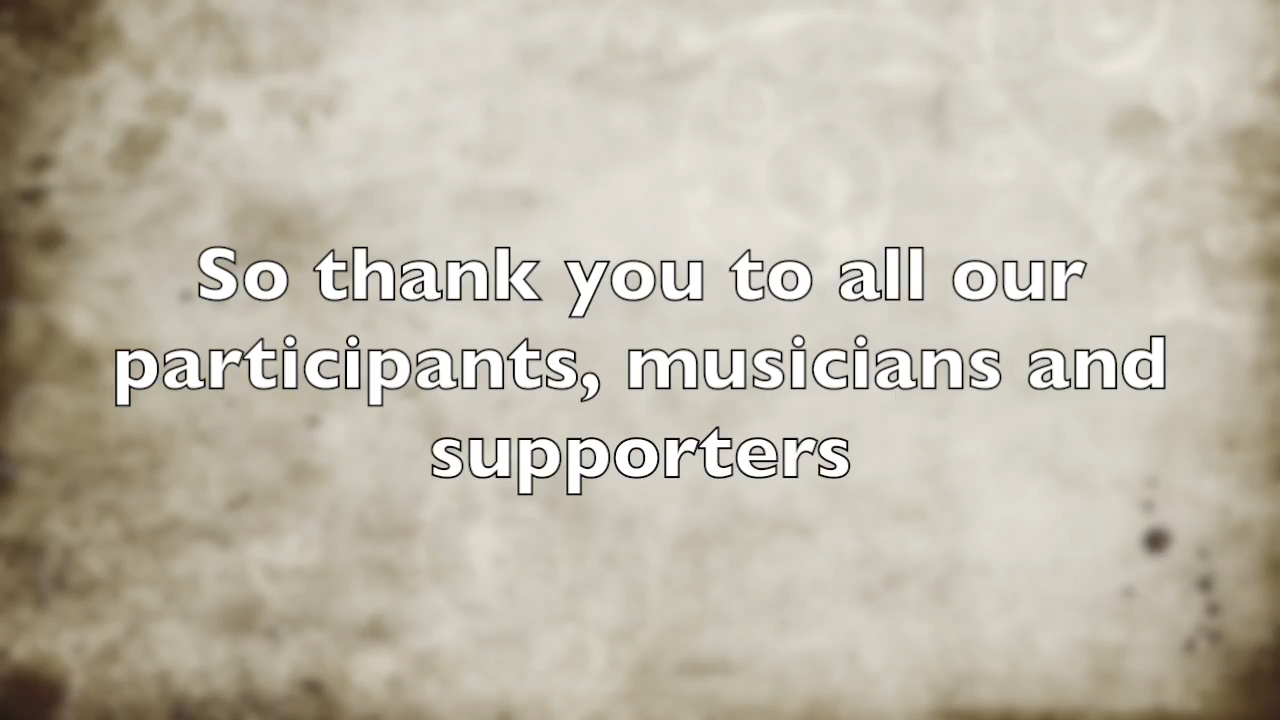 So thank you to all our
participants, musicians and
supporters